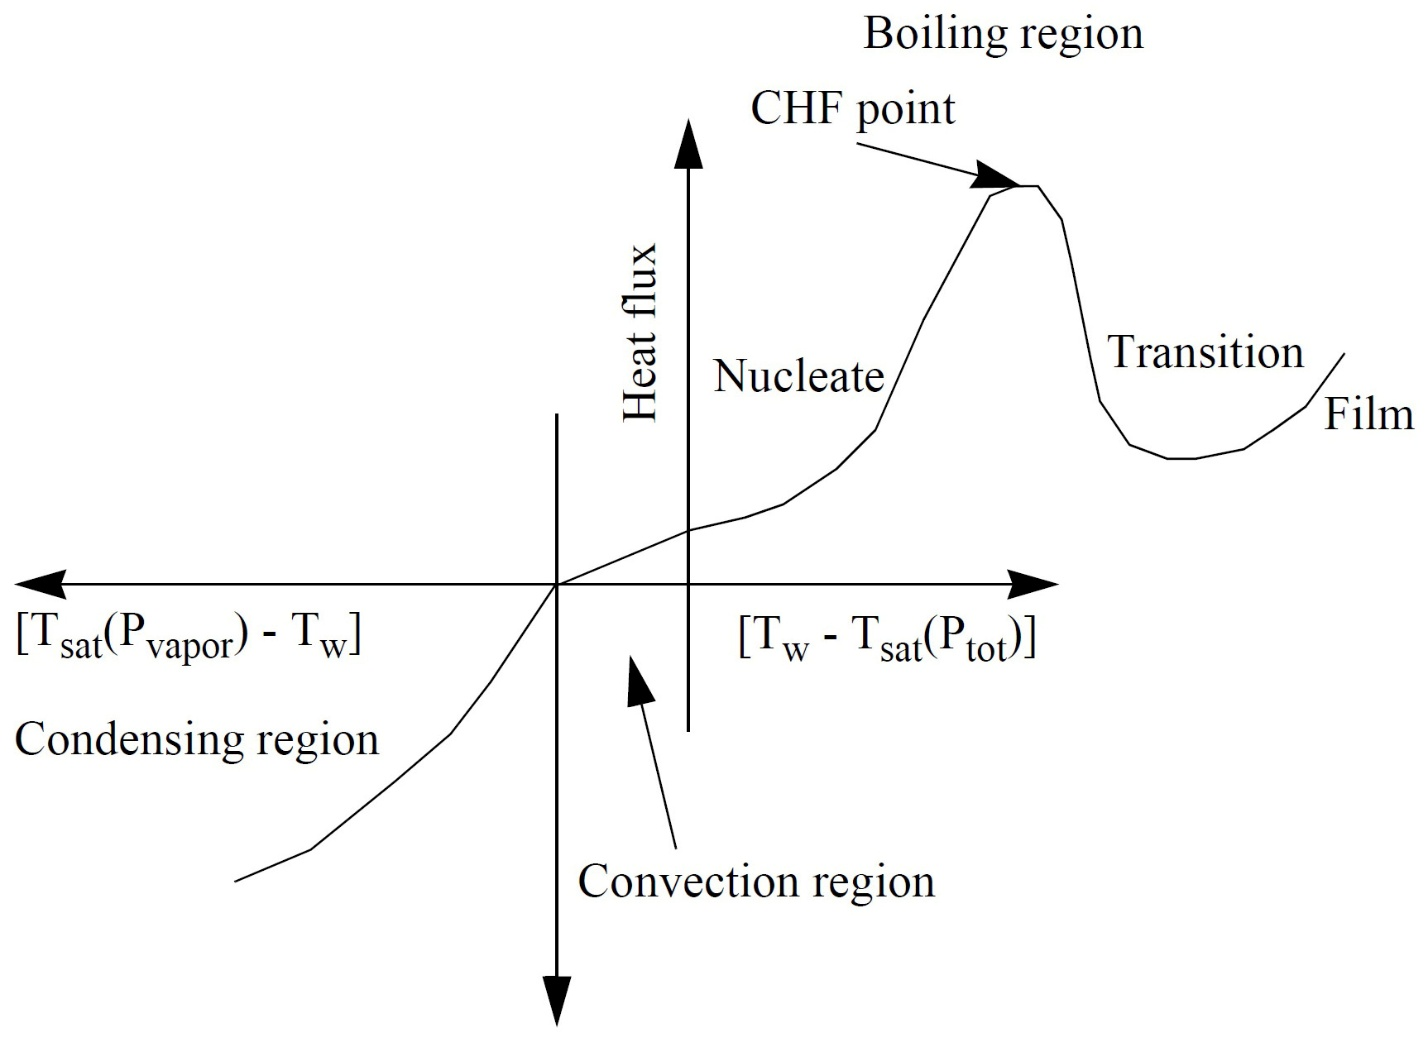 Boiling region
CHF point
Heat flux
Nucleate
Transition
Film
[Tsat(Pvapor) - Tw]
[Tw - Tsat(Ptot)]
Condensing region
Convection region